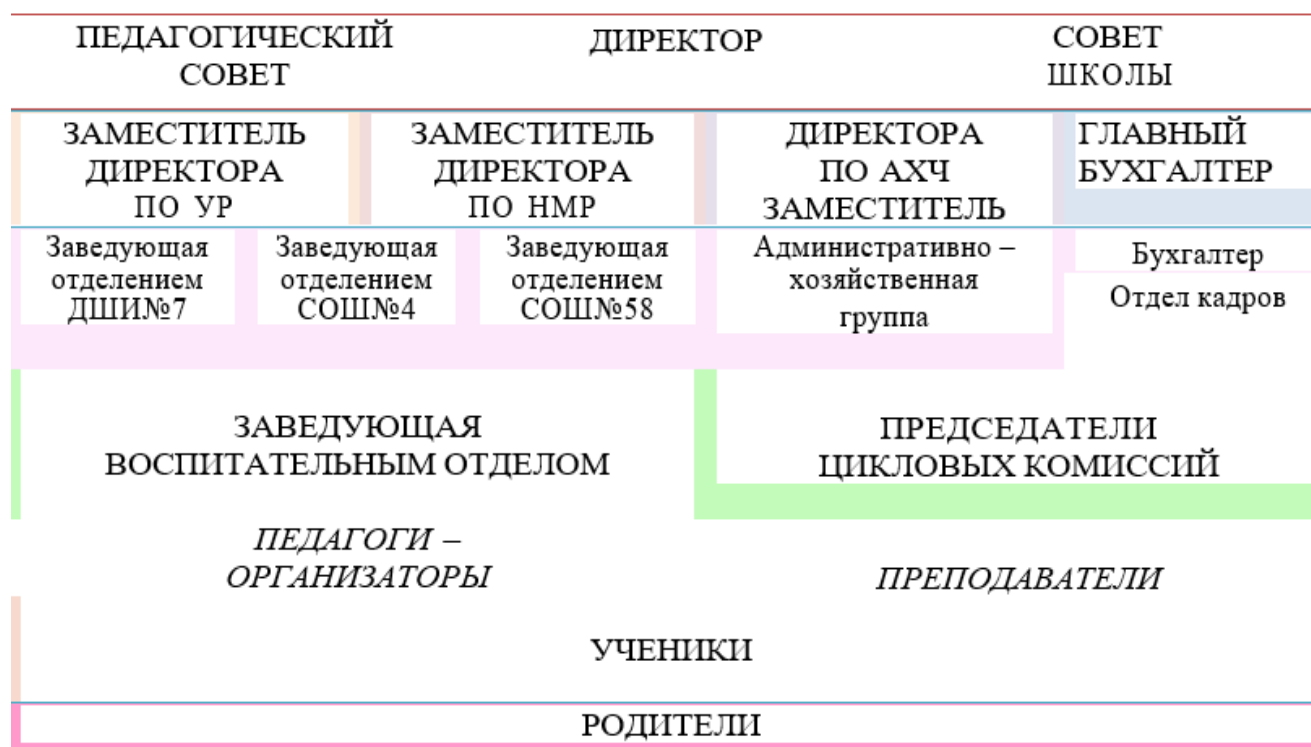 ПЕДАГОГИЧЕСКИЙ
СОВЕТ
ДИРЕКТОР
СОВЕТ
ШКОЛЫ
ЗАМЕСТИТЕЛЬ
ДИРЕКТОРА
ПО УР
ЗАМЕСТИТЕЛЬ
ДИРЕКТОРА
ПО НМР
ДИРЕКТОРА
ПО АХЧ
ЗАМЕСТИТЕЛЬ
ГЛАВНЫЙ
БУХГАЛТЕР
Заведующая
отделением
ДШИ№7
Заведующая
отделением
СОШ№4
Заведующая
отделением
СОШ№58
Административно –
хозяйственная
группа
Бухгалтер
Отдел кадров
ЗАВЕДУЮЩАЯ
ВОСПИТАТЕЛЬНЫМ ОТДЕЛОМ
ПРЕДСЕДАТЕЛИ
ЦИКЛОВЫХ КОМИССИЙ
ПЕДАГОГИ –
ОРГАНИЗАТОРЫ
ПРЕПОДАВАТЕЛИ
УЧЕНИКИ
РОДИТЕЛИ